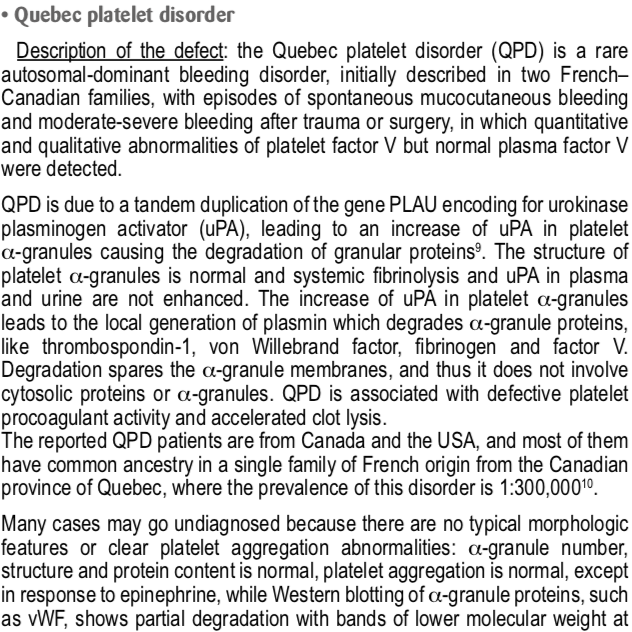 • Quebec platelet disorder
Description of the defect: the Quebec platelet disorder (QPD) is a rare
autosomal-dominant bleeding disorder, initially described in two French–
Canadian families, with episodes of spontaneous mucocutaneous bleeding
and moderate-severe bleeding after trauma or surgery, in which quantitative
and qualitative abnormalities of platelet factor V but normal plasma factor V
were detected.
QPD is due to a tandem duplication of the gene PLAU encoding for urokinase
plasminogen activator (uPA), leading to an increase of uPA in platelet
α-granules causing the degradation of granular proteins⁹. The structure of
platelet α-granules is normal and systemic fibrinolysis and uPA in plasma
and urine are not enhanced. The increase of uPA in platelet α-granules
leads to the local generation of plasmin which degrades α-granule proteins,
like thrombospondin-1, von Willebrand factor, fibrinogen and factor V.
Degradation spares the α-granule membranes, and thus it does not involve
cytosolic proteins or α-granules. QPD is associated with defective platelet
procoagulant activity and accelerated clot lysis.
The reported QPD patients are from Canada and the USA, and most of them
have common ancestry in a single family of French origin from the Canadian
province of Quebec, where the prevalence of this disorder is 1:300,000¹⁰.
Many cases may go undiagnosed because there are no typical morphologic
features or clear platelet aggregation abnormalities: α-granule number,
structure and protein content is normal, platelet aggregation is normal, except
in response to epinephrine, while Western blotting of α-granule proteins, such
as vWF, shows partial degradation with bands of lower molecular weight at